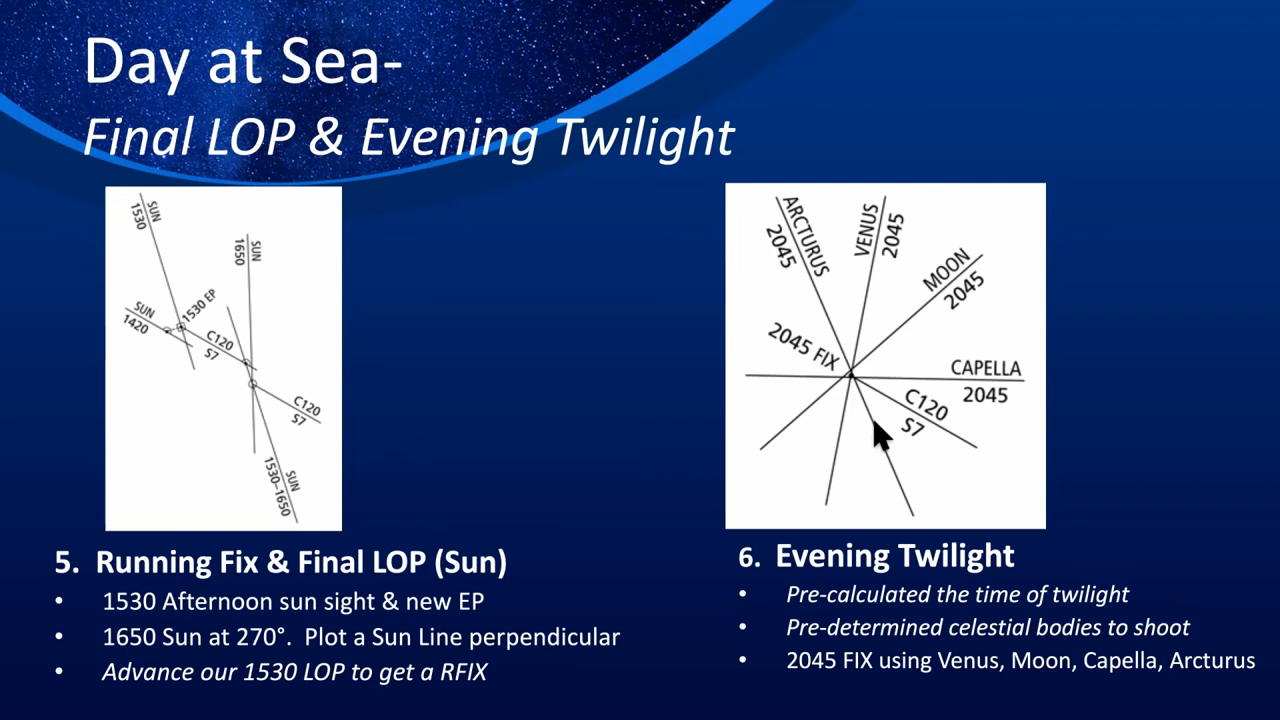 Day at Sea-
Final LOP & Evening Twilight
SUN
1530
SUN
1650
SUN
1420
1530 EP
C120
S7
C120
S7
SUN
1530–1650
ARCTURUS
2045
VENUS
2045
MOON
2045
2045 FIX
CAPELLA
2045
C120
S7
5. Running Fix & Final LOP (Sun)
• 1530 Afternoon sun sight & new EP
• 1650 Sun at 270°. Plot a Sun Line perpendicular
• Advance our 1530 LOP to get a RFIX
6. Evening Twilight
• Pre-calculated the time of twilight
• Pre-determined celestial bodies to shoot
• 2045 FIX using Venus, Moon, Capella, Arcturus